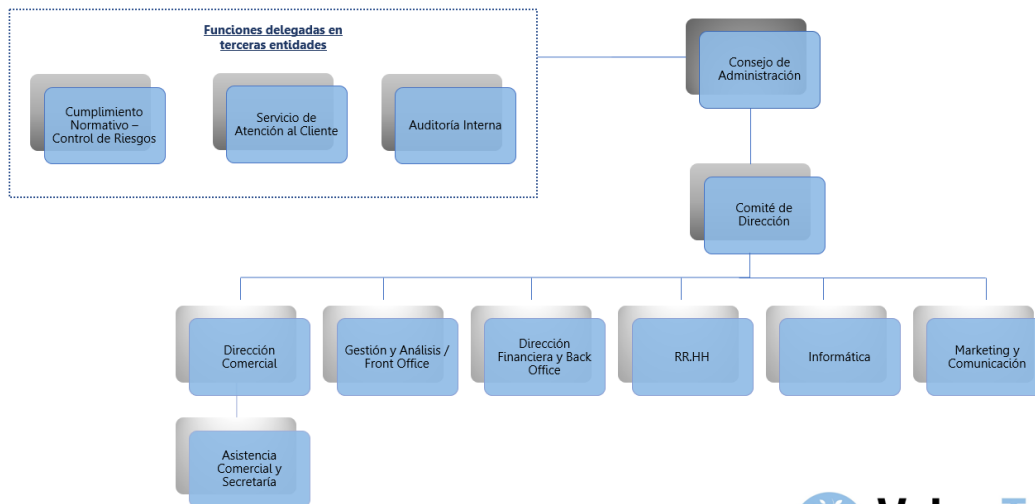 Funciones delegadas en
terceras entidades
Consejo de
Administración
Cumplimiento
Normativo –
Control de Riesgos
Servicio de
Atención al Cliente
Auditoría Interna
Comité de
Dirección
Dirección
Comercial
Gestión y Análisis /
Front Office
Dirección
Financiera y Back
Office
RR.HH
Informática
Marketing y
Comunicación
Asistencia
Comercial y
Secretaría